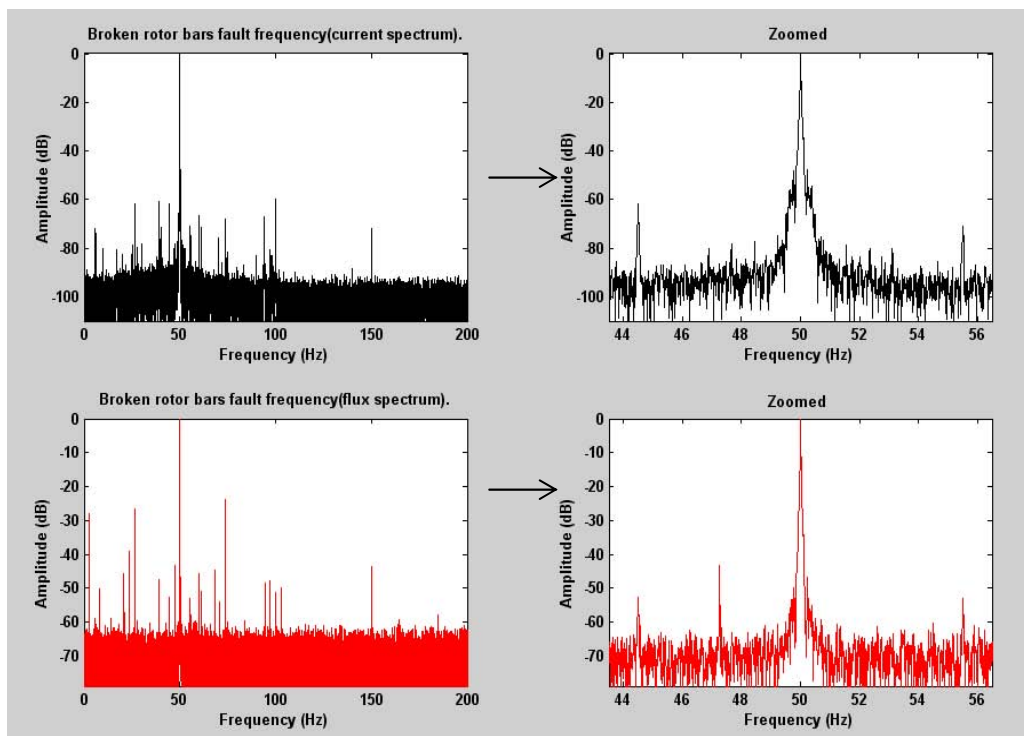 Broken rotor bars fault frequency(current spectrum).
Zoomed
0
-20
-40
-60
-80
-100
Amplitude (dB)
0 50 100 150 200
Frequency (Hz)
0
-20
-40
-60
-80
-100
Amplitude (dB)
44 46 48 50 52 54 56
Frequency (Hz)
Broken rotor bars fault frequency(flux spectrum).
Zoomed
0
-10
-20
-30
-40
-50
-60
-70
Amplitude (dB)
0 50 100 150 200
Frequency (Hz)
0
-10
-20
-30
-40
-50
-60
-70
Amplitude (dB)
44 46 48 50 52 54 56
Frequency (Hz)